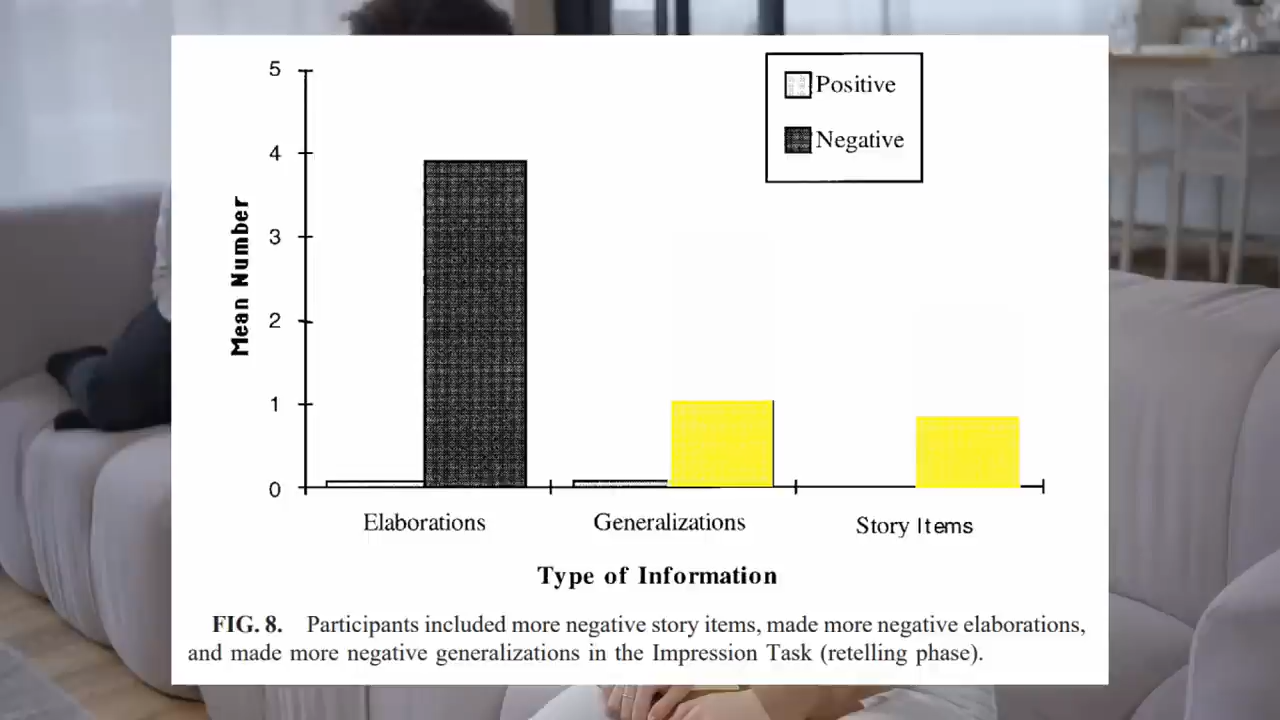 5
4
3
2
1
0
Mean Number
Positive
Negative
Elaborations
Generalizations
Story Items
Type of Information
FIG. 8. Participants included more negative story items, made more negative elaborations,
and made more negative generalizations in the Impression Task (retelling phase).